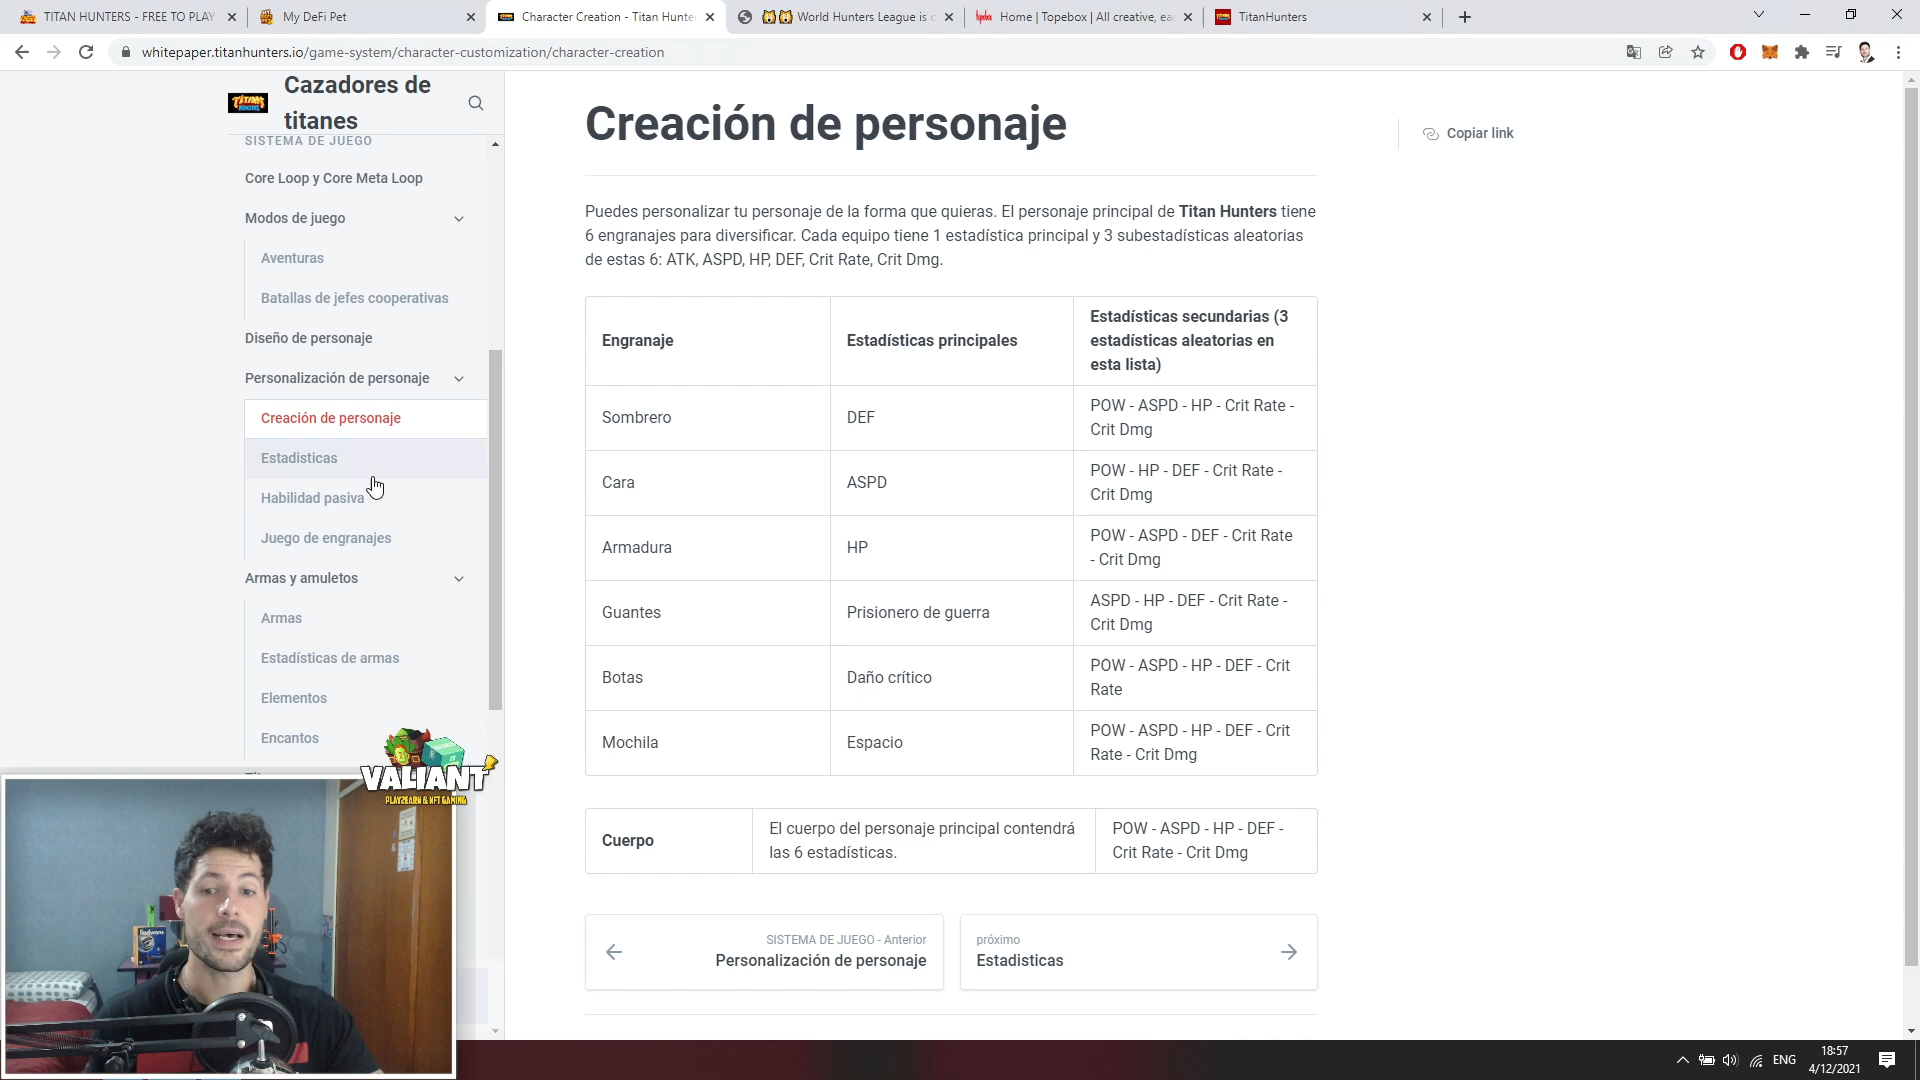 TITAN HUNTERS - FREE TO PLAY
My DeFi Pet
Character Creation - Titan Hunte
World Hunters League is c
Home | Topebox | All creative, ea
TitanHunters
whitepaper.titanhunters.io/game-system/character-customization/character-creation
TITAN
HUNTERS
Cazadores de
titanes
SISTEMA DE JUEGO
Core Loop y Core Meta Loop
Modos de juego
Aventuras
Batallas de jefes cooperativas
Diseño de personaje
Personalización de personaje
Creación de personaje
Estadisticas
Habilidad pasiva
Juego de engranajes
Armas y amuletos
Armas
Estadísticas de armas
Elementos
Encantos
VALIANT
PLAY2EARN & NFT GAMING
Creación de personaje
Copiar link
Puedes personalizar tu personaje de la forma que quieras. El personaje principal de Titan Hunters tiene
6 engranajes para diversificar. Cada equipo tiene 1 estadística principal y 3 subestadísticas aleatorias
de estas 6: ATK, ASPD, HP, DEF, Crit Rate, Crit Dmg.
Engranaje
Estadísticas principales
Estadísticas secundarias (3
estadísticas aleatorias en
esta lista)
Sombrero
DEF
POW - ASPD - HP - Crit Rate -
Crit Dmg
Cara
ASPD
POW - HP - DEF - Crit Rate -
Crit Dmg
Armadura
HP
POW - ASPD - DEF - Crit Rate
- Crit Dmg
Guantes
Prisionero de guerra
ASPD - HP - DEF - Crit Rate -
Crit Dmg
Botas
Daño crítico
POW - ASPD - HP - DEF - Crit
Rate
Mochila
Espacio
POW - ASPD - HP - DEF - Crit
Rate - Crit Dmg
Cuerpo
El cuerpo del personaje principal contendrá
las 6 estadísticas.
POW - ASPD - HP - DEF -
Crit Rate - Crit Dmg
SISTEMA DE JUEGO - Anterior
Personalización de personaje
próximo
Estadisticas
ENG
18:57
4/12/2021